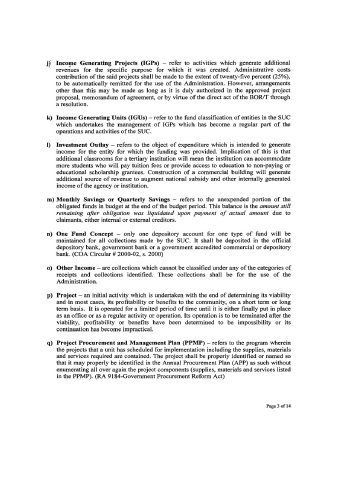 j) Income Generating Projects (IGPs) – refer to activities which generate additional
revenues for the specific purpose for which it was created. Administrative costs
contribution of the said projects shall be made to the extent of twenty-five percent (25%),
to be automatically remitted for the use of the Administration. However, arrangements
other than this may be made as long as it is duly authorized in the approved project
proposal, memorandum of agreement, or by virtue of the direct act of the BOR/T through
a resolution.
k) Income Generating Units (IGUs) – refer to the fund classification of entities in the SUC
which undertakes the management of IGPs which has become a regular part of the
operations and activities of the SUC.
l) Investment Outlay – refers to the object of expenditure which is intended to generate
income for the entity for which the funding was provided. Implication of this is that
additional classrooms for a tertiary institution will mean the institution can accommodate
more students who will pay tuition fees or provide access to education to non-paying or
educational scholarship grantees. Construction of a commercial building will generate
additional source of revenue to augment national subsidy and other internally generated
income of the agency or institution.
m) Monthly Savings or Quarterly Savings – refers to the unexpended portion of the
obligated funds in budget at the end of the budget period. This balance is the amount still
remaining after obligation was liquidated upon payment of actual amount due to
claimants, either internal or external creditors.
n) One Fund Concept – only one depository account for one type of fund will be
maintained for all collections made by the SUC. It shall be deposited in the official
depository bank, government bank or a government accredited commercial or depository
bank. (COA Circular # 2000-02, s. 2000)
o) Other Income – are collections which cannot be classified under any of the categories of
receipts and collections identified. These collections shall be for the use of the
Administration.
p) Project – an initial activity which is undertaken with the end of determining its viability
and in most cases, its profitability or benefits to the community, on a short term or long
term basis. It is operated for a limited period of time until it is either finally put in place
as an office or as a regular activity or operation. Its operation is to be terminated after the
viability, profitability or benefits have been determined to be impossibility or its
continuation has become impractical.
q) Project Procurement and Management Plan (PPMP) – refers to the program wherein
the projects that a unit has scheduled for implementation including the supplies, materials
and services required are contained. The project shall be properly identified or named so
that it may properly be identified in the Annual Procurement Plan (APP) as such without
enumerating all over again the project components (supplies, materials and services listed
in the PPMP). (RA 9184-Government Procurement Reform Act)
Page 3 of 14